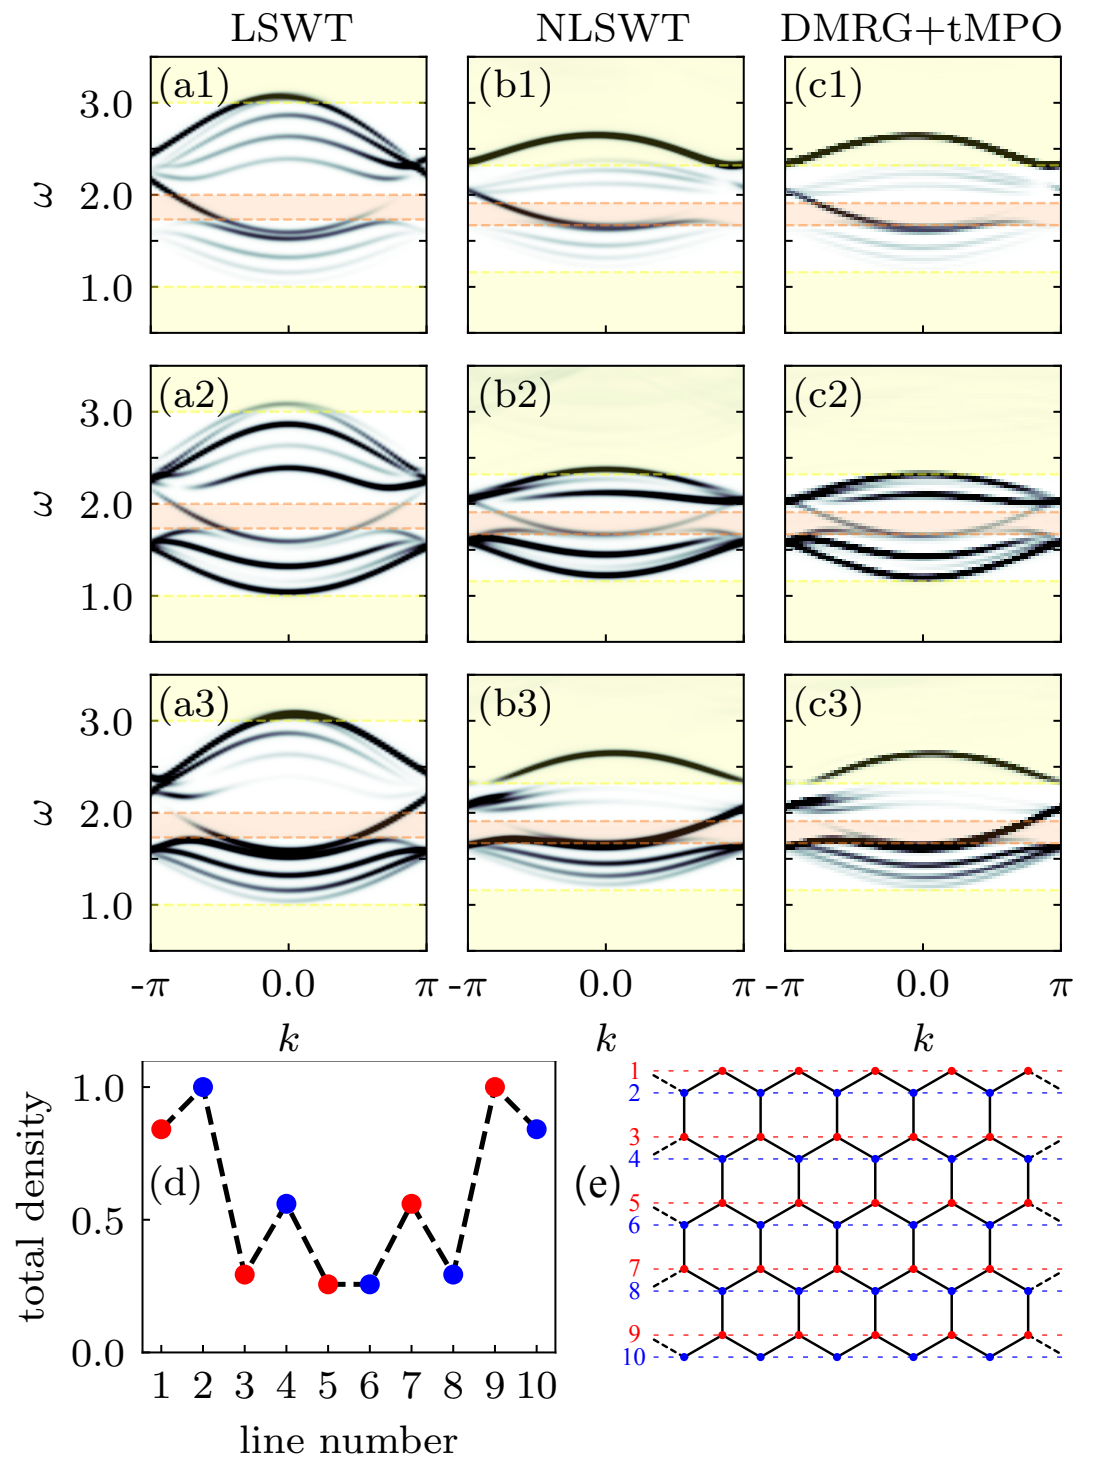 LSWT NLSWT DMRG+tMPO
(a1) (b1) (c1)
3.0
ω 2.0
1.0
(a2) (b2) (c2)
3.0
ω 2.0
1.0
(a3) (b3) (c3)
3.0
ω 2.0
1.0
-π 0.0 π -π 0.0 π -π 0.0 π
k k k
total density
1.0
0.5
0.0
(d)
1 2 3 4 5 6 7 8 9 10
line number
(e)
1
2
3
4
5
6
7
8
9
10